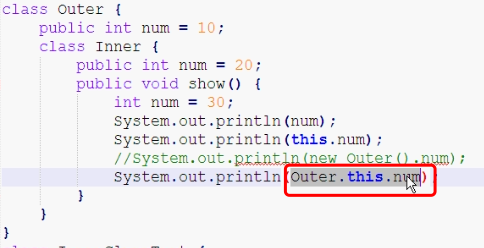 class Outer {
public int num = 10;
class Inner {
public int num = 20;
public void show() {
int num = 30;
System.out.println(num);
System.out.println(this.num);
//System.out.println(new Outer().num);
System.out.println(Outer.this.num);
}
}
}